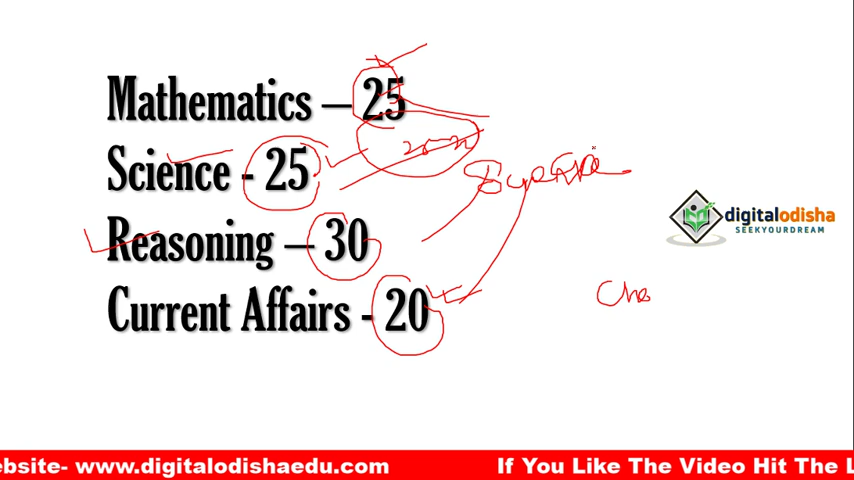 Mathematics – 25
Science - 25
Reasoning – 30
Current Affairs - 20
digitalodisha
SEEKYOURDREAM
Che
ebsite- www.digitalodishaedu.com
If You Like The Video Hit The L